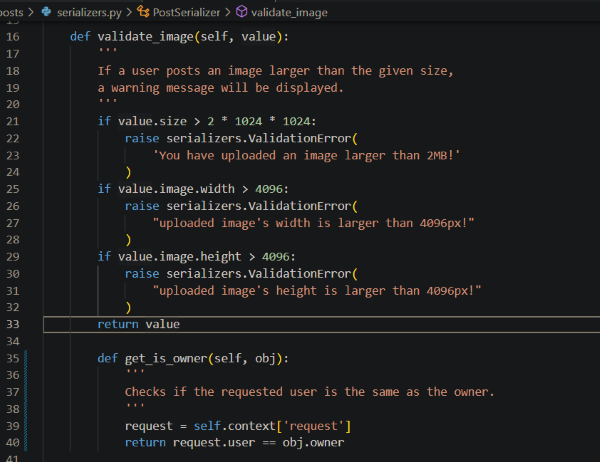 posts > serializers.py > PostSerializer > validate_image
16 def validate_image(self, value):
17 '''
18 If a user posts an image larger than the given size,
19 a warning message will be displayed.
20 '''
21 if value.size > 2 * 1024 * 1024:
22 raise serializers.ValidationError(
23 'You have uploaded an image larger than 2MB!'
24 )
25 if value.image.width > 4096:
26 raise serializers.ValidationError(
27 "uploaded image's width is larger than 4096px!"
28 )
29 if value.image.height > 4096:
30 raise serializers.ValidationError(
31 "uploaded image's height is larger than 4096px!"
32 )
33 return value
34
35 def get_is_owner(self, obj):
36 '''
37 Checks if the requested user is the same as the owner.
38 '''
39 request = self.context['request']
40 return request.user == obj.owner
41